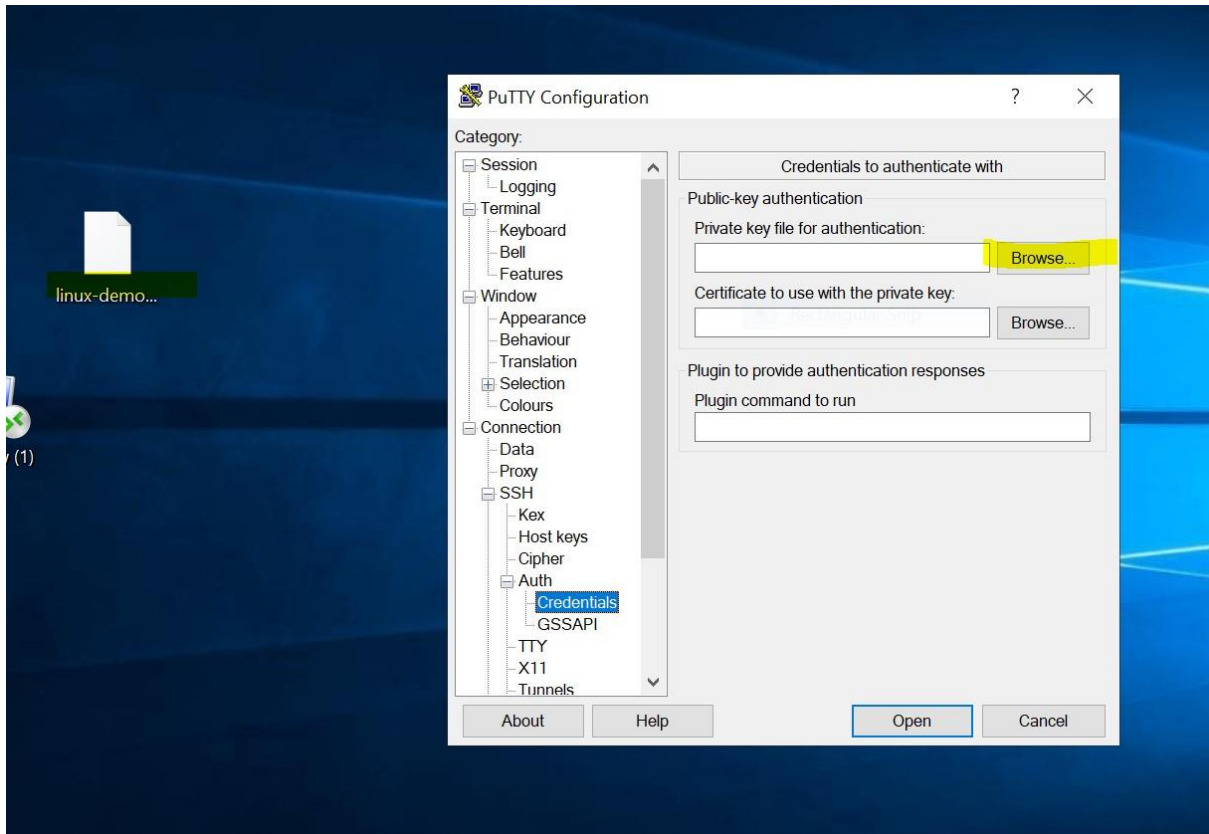 PuTTY Configuration
?
Category:
Session
Logging
Terminal
Keyboard
Bell
Features
Window
Appearance
Behaviour
Translation
Selection
Colours
Connection
Data
Proxy
SSH
Kex
Host keys
Cipher
Auth
Credentials
GSSAPI
TTY
X11
Tunnels
Credentials to authenticate with
Public-key authentication
Private key file for authentication:
Browse...
Certificate to use with the private key:
Rectangular Snip
Browse...
Plugin to provide authentication responses
Plugin command to run
About
Help
Open
Cancel
linux-demo...
(1)